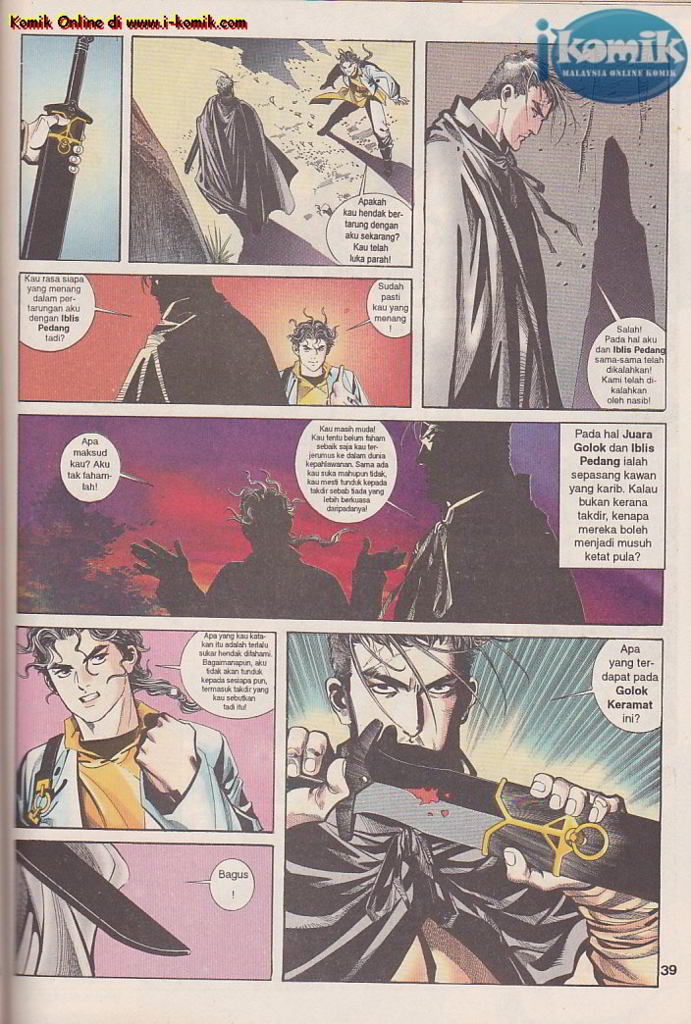 Komik Online di www.i-komik.com
ikomik
MALAYSIA ONLINE KOMIK
Apakah
kau hendak ber-
tarung dengan
aku sekarang?
Kau telah
luka parah!
Salah!
Pada hal aku
dan Iblis Pedang
sama-sama telah
dikalahkan!
Kami telah di-
kalahkan
oleh nasib!
Kau rasa siapa
yang menang
dalam per-
tarungan aku
dengan Iblis
Pedang
tadi?
Sudah
pasti
kau yang
menang
!
Apa
maksud
kau? Aku
tak faham-
lah!
Kau masih muda!
Kau tentu belum faham
sebaik saja kau ter-
jerumus ke dalam dunia
kepahlawanan. Sama ada
kau suka mahupun tidak,
kau mesti tunduk kepada
takdir sebab tiada yang
lebih berkuasa
daripadanya!
Pada hal Juara
Golok dan Iblis
Pedang ialah
sepasang kawan
yang karib. Kalau
bukan kerana
takdir, kenapa
mereka boleh
menjadi musuh
ketat pula?
Apa yang kau kata-
kan itu adalah terlalu
sukar hendak difahami.
Bagaimanapun, aku
tidak akan tunduk
kepada sesiapa pun,
termasuk takdir yang
kau sebutkan
tadi itu!
Apa
yang ter-
dapat pada
Golok
Keramat
ini?
Bagus
!
39